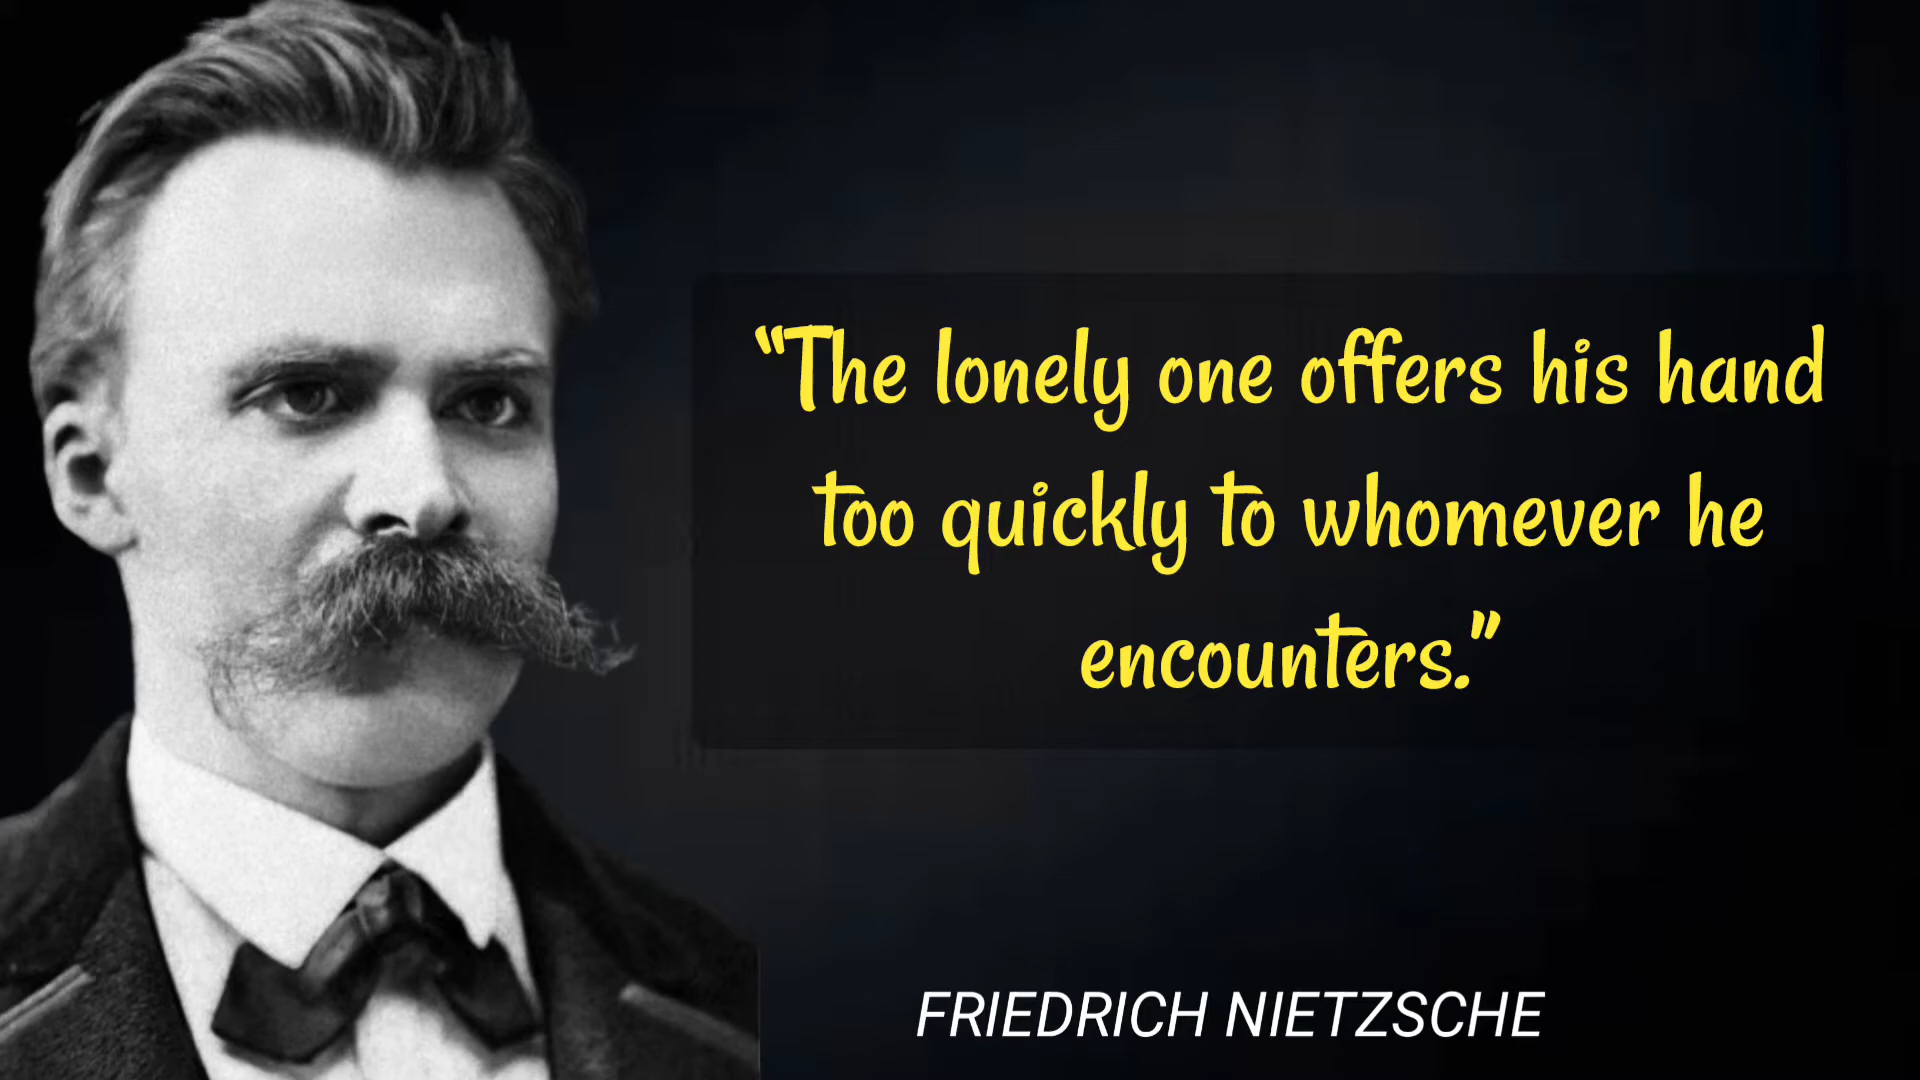 “The lonely one offers his hand
too quickly to whomever he
encounters.”
FRIEDRICH NIETZSCHE